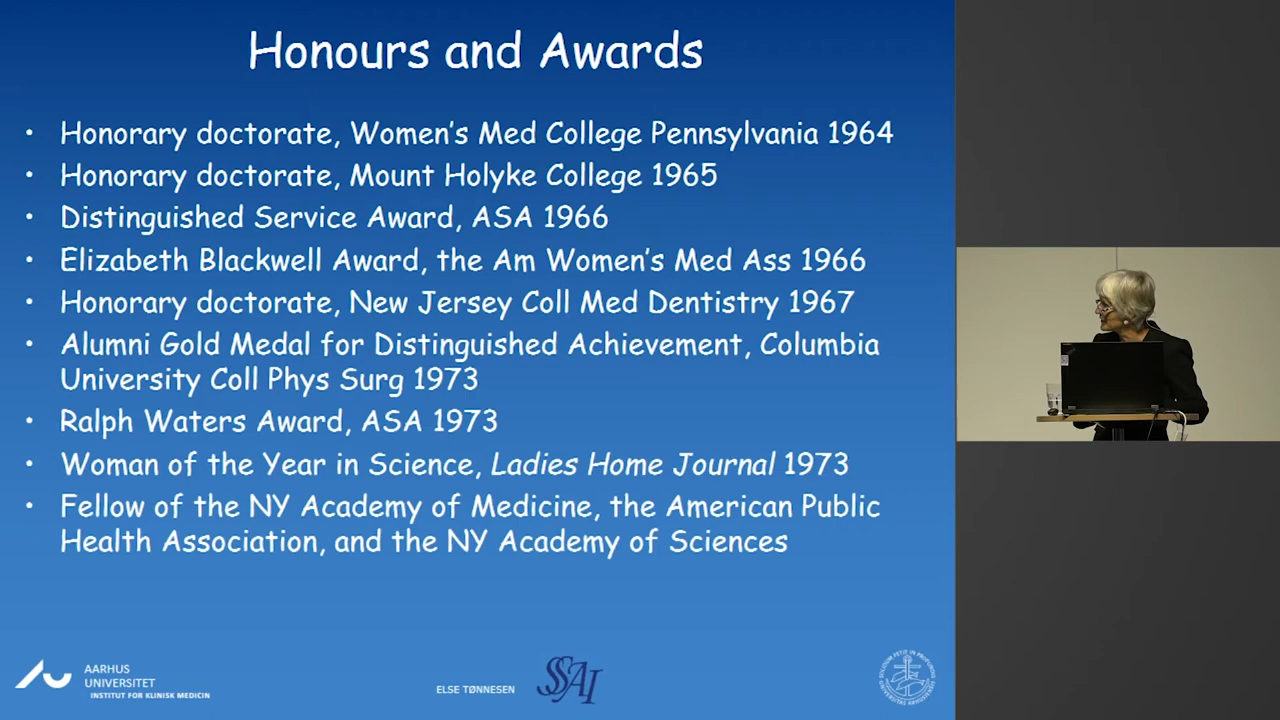 Honours and Awards
• Honorary doctorate, Women's Med College Pennsylvania 1964
• Honorary doctorate, Mount Holyke College 1965
• Distinguished Service Award, ASA 1966
• Elizabeth Blackwell Award, the Am Women's Med Ass 1966
• Honorary doctorate, New Jersey Coll Med Dentistry 1967
• Alumni Gold Medal for Distinguished Achievement, Columbia
University Coll Phys Surg 1973
• Ralph Waters Award, ASA 1973
• Woman of the Year in Science, Ladies Home Journal 1973
• Fellow of the NY Academy of Medicine, the American Public
Health Association, and the NY Academy of Sciences
AARHUS
UNIVERSITET
INSTITUT FOR KLINISK MEDICIN
ELSE TØNNESEN
SSAI